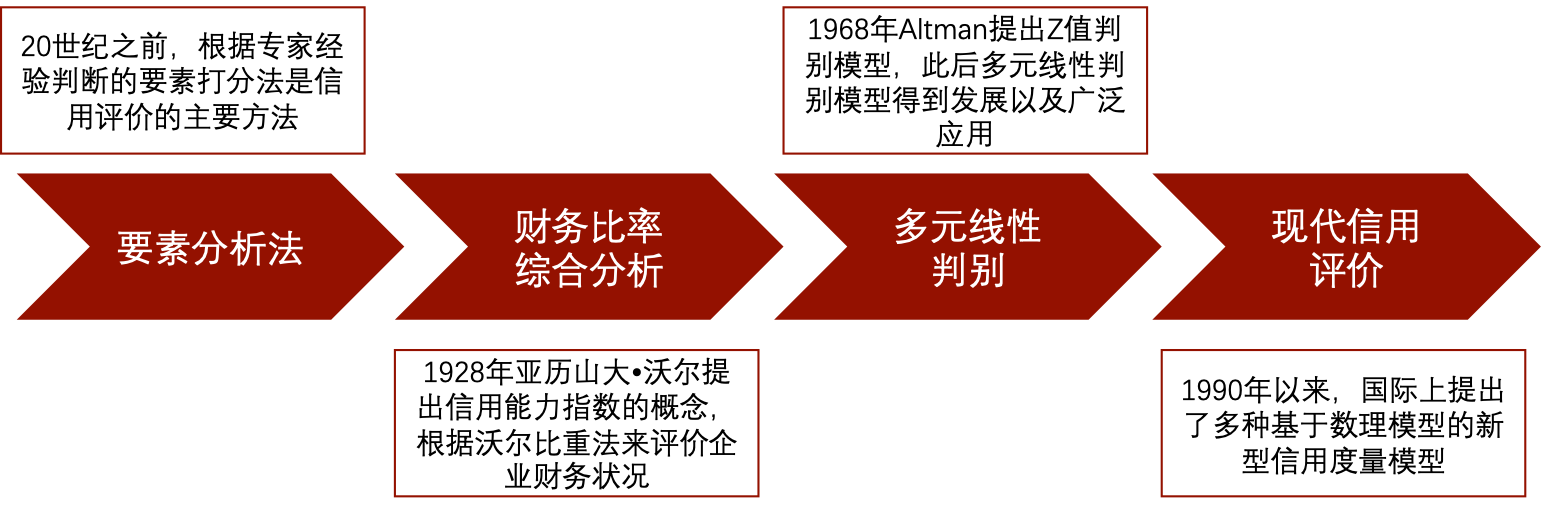 20世纪之前，根据专家经
验判断的要素打分法是信
用评价的主要方法
1968年Altman提出Z值判
别模型，此后多元线性判
别模型得到发展以及广泛
应用
要素分析法
财务比率
综合分析
多元线性
判别
现代信用
评价
1928年亚历山大•沃尔提
出信用能力指数的概念，
根据沃尔比重法来评价企
业财务状况
1990年以来，国际上提出
了多种基于数理模型的新
型信用度量模型